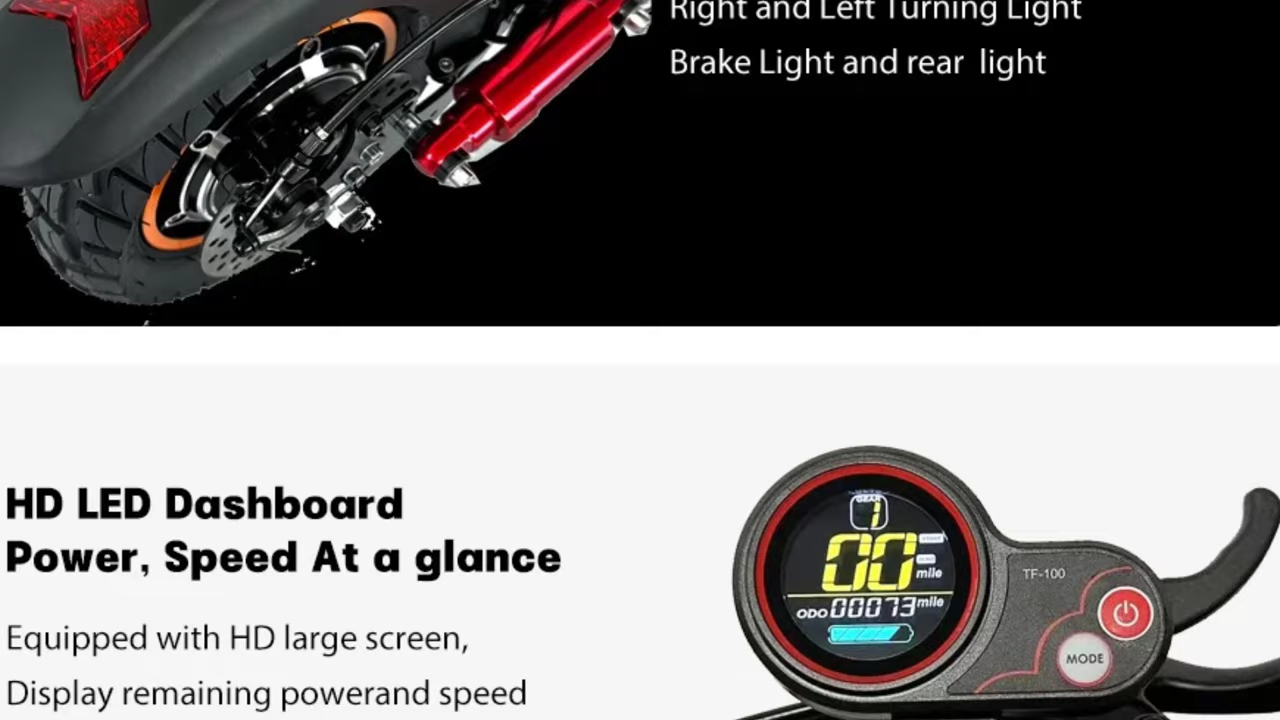 Right and Left Turning Light
Brake Light and rear light
HD LED Dashboard
Power, Speed At a glance
Equipped with HD large screen,
Display remaining powerand speed
GEAR
1
00
mile
ODO 00073 mile
TF-100
MODE